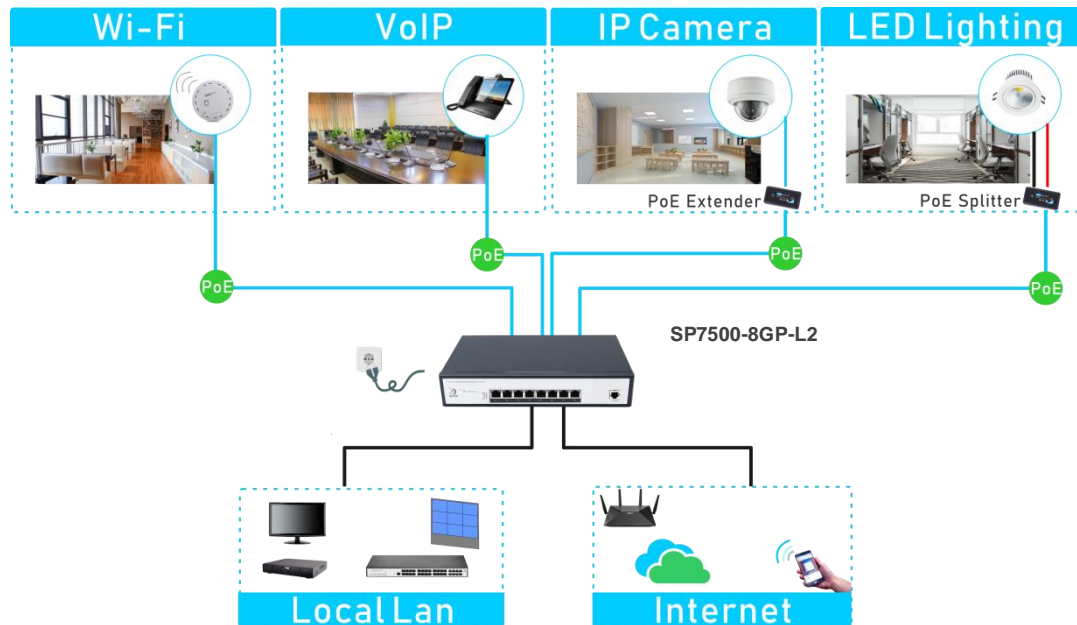 Wi-Fi
VoIP
IP Camera
LED Lighting
PoE Extender
PoE Splitter
PoE
PoE
PoE
PoE
SP7500-8GP-L2
Local Lan
Internet